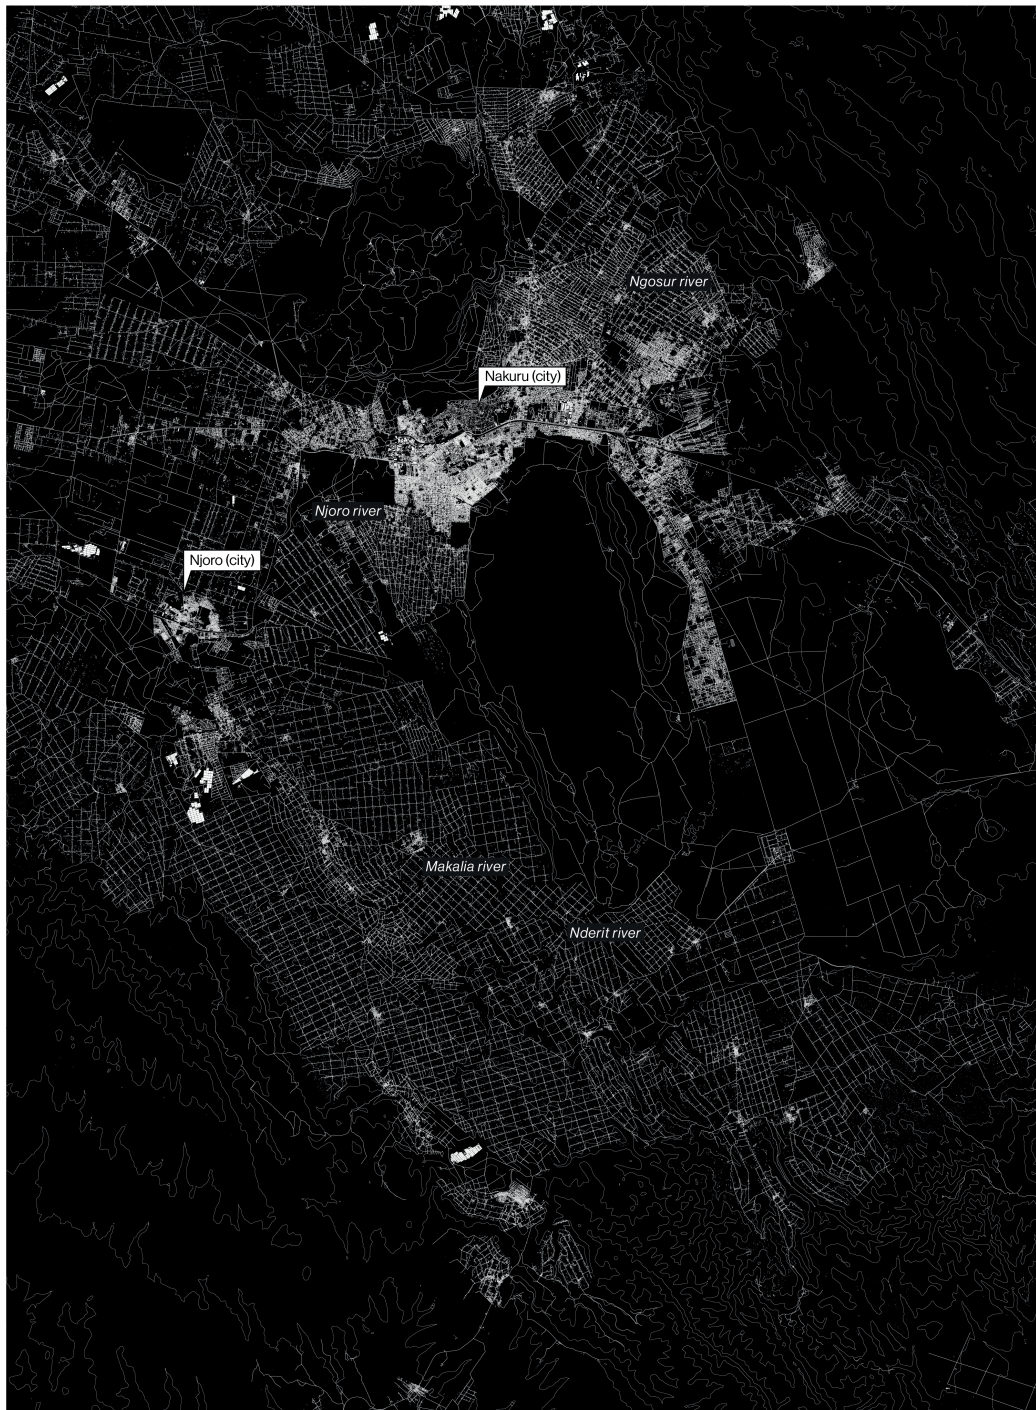 Ngosur river
Nakuru (city)
Njoro river
Njoro (city)
Makalia river
Nderit river